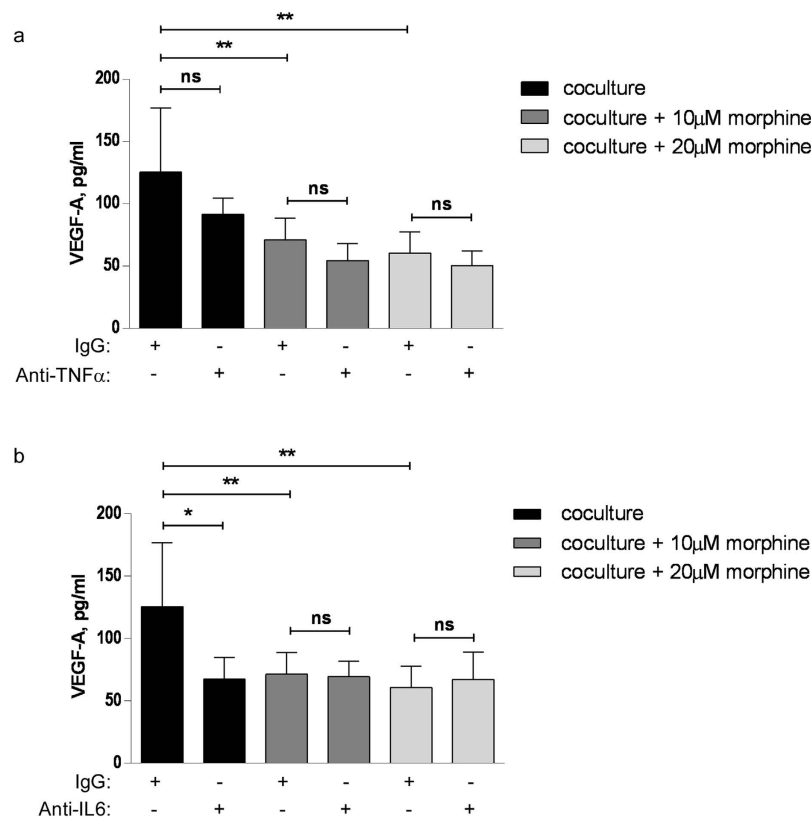 a
**
**
ns
ns
ns
200
150
100
50
0
VEGF-A, pg/ml
coculture
coculture + 10μM morphine
coculture + 20μM morphine
IgG: + - + - + -
Anti-TNFα: - + - + - +
b
**
**
*
ns
ns
200
150
100
50
0
VEGF-A, pg/ml
coculture
coculture + 10μM morphine
coculture + 20μM morphine
IgG: + - + - + -
Anti-IL6: - + - + - +